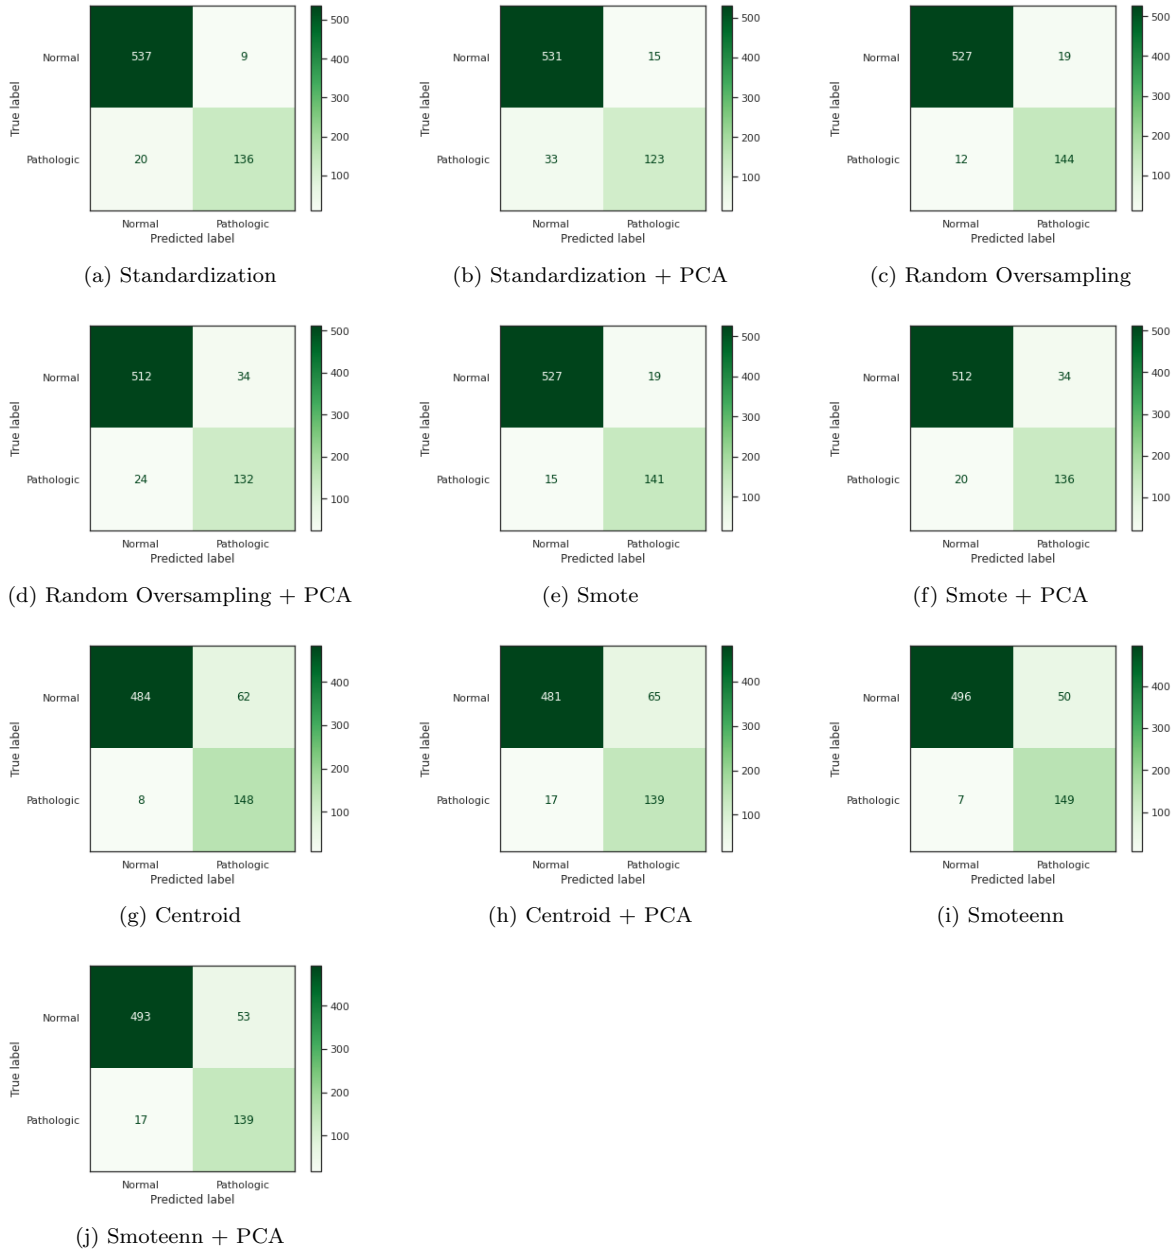 Normal
537
9
True label
Pathologic
20
136
Normal
Pathologic
Predicted label
500
400
300
200
100
(a) Standardization
Normal
531
15
True label
Pathologic
33
123
Normal
Pathologic
Predicted label
500
400
300
200
100
(b) Standardization + PCA
Normal
527
19
True label
Pathologic
12
144
Normal
Pathologic
Predicted label
500
400
300
200
100
(c) Random Oversampling
Normal
512
34
True label
Pathologic
24
132
Normal
Pathologic
Predicted label
500
400
300
200
100
(d) Random Oversampling + PCA
Normal
527
19
True label
Pathologic
15
141
Normal
Pathologic
Predicted label
500
400
300
200
100
(e) Smote
Normal
512
34
True label
Pathologic
20
136
Normal
Pathologic
Predicted label
500
400
300
200
100
(f) Smote + PCA
Normal
484
62
True label
Pathologic
8
148
Normal
Pathologic
Predicted label
400
300
200
100
(g) Centroid
Normal
481
65
True label
Pathologic
17
139
Normal
Pathologic
Predicted label
400
300
200
100
(h) Centroid + PCA
Normal
496
50
True label
Pathologic
7
149
Normal
Pathologic
Predicted label
400
300
200
100
(i) Smoteenn
Normal
493
53
True label
Pathologic
17
139
Normal
Pathologic
Predicted label
400
300
200
100
(j) Smoteenn + PCA